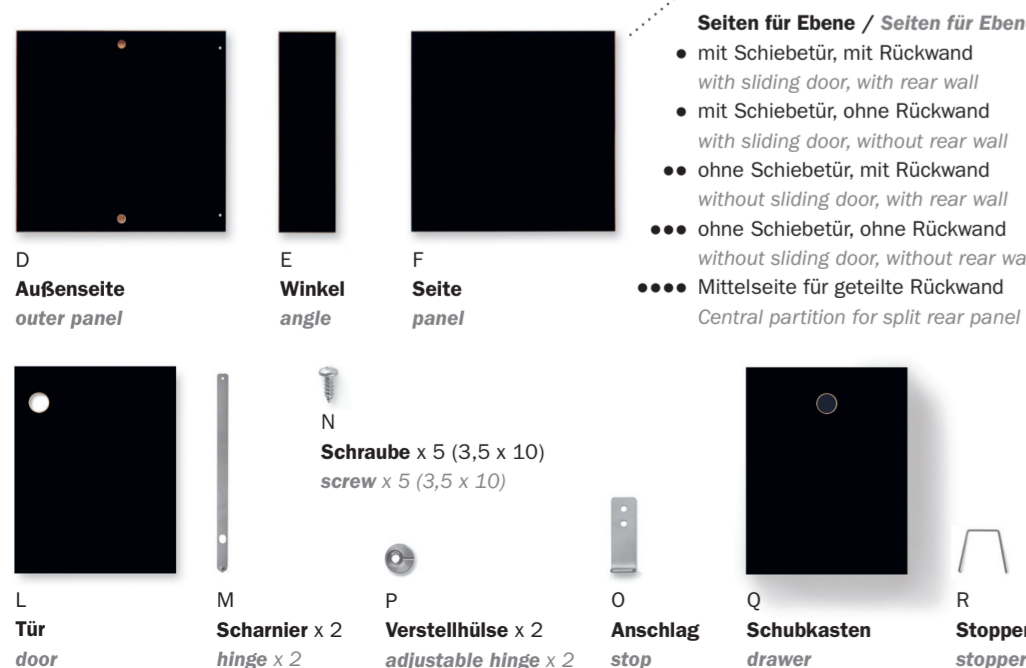 Seiten für Ebene / Seiten für Eben
● mit Schiebetür, mit Rückwand
with sliding door, with rear wall
● mit Schiebetür, ohne Rückwand
with sliding door, without rear wall
●● ohne Schiebetür, mit Rückwand
without sliding door, with rear wall
●●● ohne Schiebetür, ohne Rückwand
without sliding door, without rear wa
●●●● Mittelseite für geteilte Rückwand
Central partition for split rear panel
D
Außenseite
outer panel
E
Winkel
angle
F
Seite
panel
N
Schraube x 5 (3,5 x 10)
screw x 5 (3,5 x 10)
L
Tür
door
M
Scharnier x 2
hinge x 2
P
Verstellhülse x 2
adjustable hinge x 2
O
Anschlag
stop
Q
Schubkasten
drawer
R
Stopper
stopper